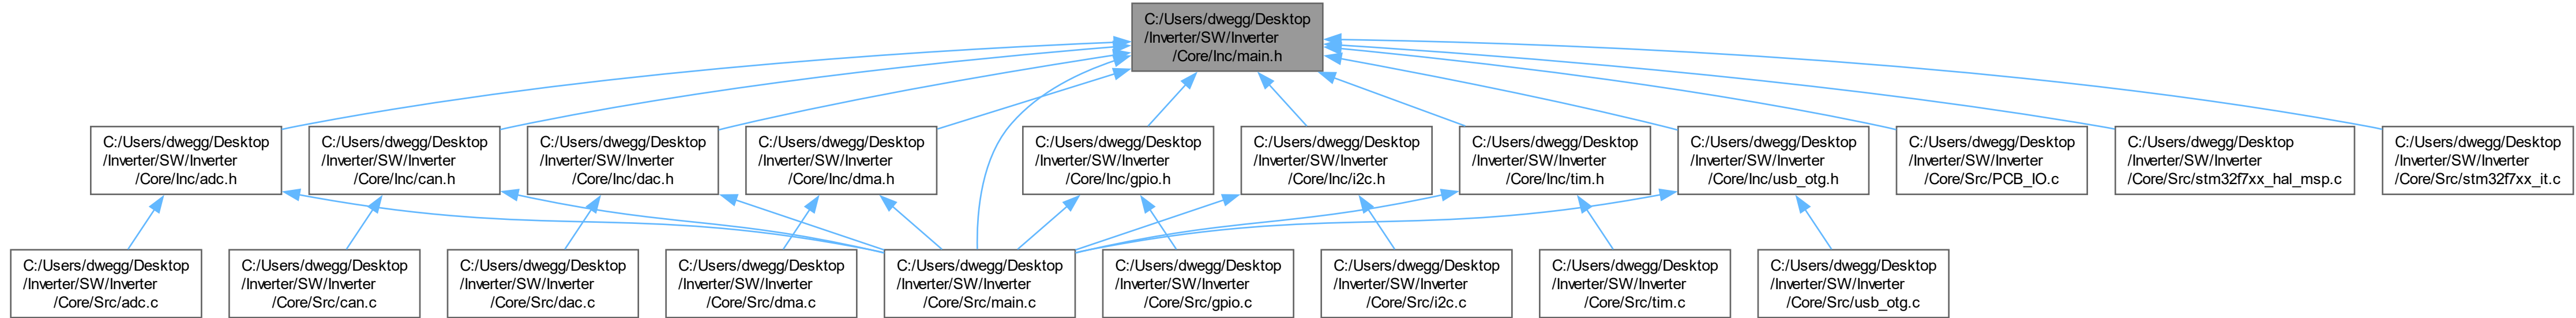 C:/Users/dwegg/Desktop
/Inverter/SW/Inverter
/Core/Inc/main.h
C:/Users/dwegg/Desktop
/Inverter/SW/Inverter
/Core/Inc/adc.h
C:/Users/dwegg/Desktop
/Inverter/SW/Inverter
/Core/Inc/can.h
C:/Users/dwegg/Desktop
/Inverter/SW/Inverter
/Core/Inc/dac.h
C:/Users/dwegg/Desktop
/Inverter/SW/Inverter
/Core/Inc/dma.h
C:/Users/dwegg/Desktop
/Inverter/SW/Inverter
/Core/Inc/gpio.h
C:/Users/dwegg/Desktop
/Inverter/SW/Inverter
/Core/Inc/i2c.h
C:/Users/dwegg/Desktop
/Inverter/SW/Inverter
/Core/Inc/tim.h
C:/Users/dwegg/Desktop
/Inverter/SW/Inverter
/Core/Inc/usb_otg.h
C:/Users/dwegg/Desktop
/Inverter/SW/Inverter
/Core/Src/PCB_IO.c
C:/Users/dwegg/Desktop
/Inverter/SW/Inverter
/Core/Src/stm32f7xx_hal_msp.c
C:/Users/dwegg/Desktop
/Inverter/SW/Inverter
/Core/Src/stm32f7xx_it.c
C:/Users/dwegg/Desktop
/Inverter/SW/Inverter
/Core/Src/adc.c
C:/Users/dwegg/Desktop
/Inverter/SW/Inverter
/Core/Src/can.c
C:/Users/dwegg/Desktop
/Inverter/SW/Inverter
/Core/Src/dac.c
C:/Users/dwegg/Desktop
/Inverter/SW/Inverter
/Core/Src/dma.c
C:/Users/dwegg/Desktop
/Inverter/SW/Inverter
/Core/Src/main.c
C:/Users/dwegg/Desktop
/Inverter/SW/Inverter
/Core/Src/gpio.c
C:/Users/dwegg/Desktop
/Inverter/SW/Inverter
/Core/Src/i2c.c
C:/Users/dwegg/Desktop
/Inverter/SW/Inverter
/Core/Src/tim.c
C:/Users/dwegg/Desktop
/Inverter/SW/Inverter
/Core/Src/usb_otg.c